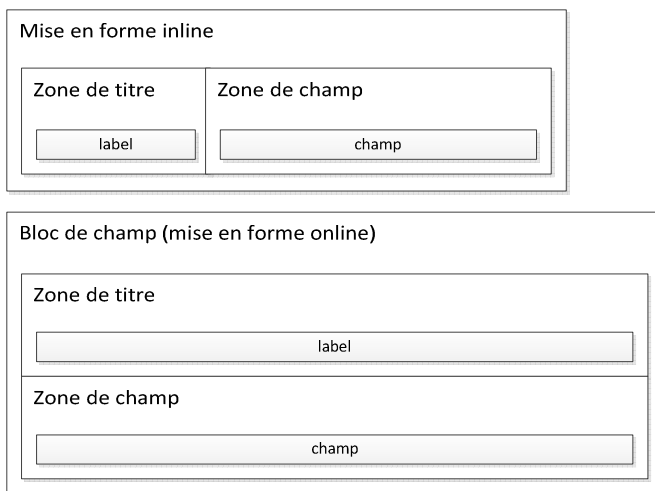 Mise en forme inline
Zone de titre
Zone de champ
label
champ
Bloc de champ (mise en forme online)
Zone de titre
label
Zone de champ
champ